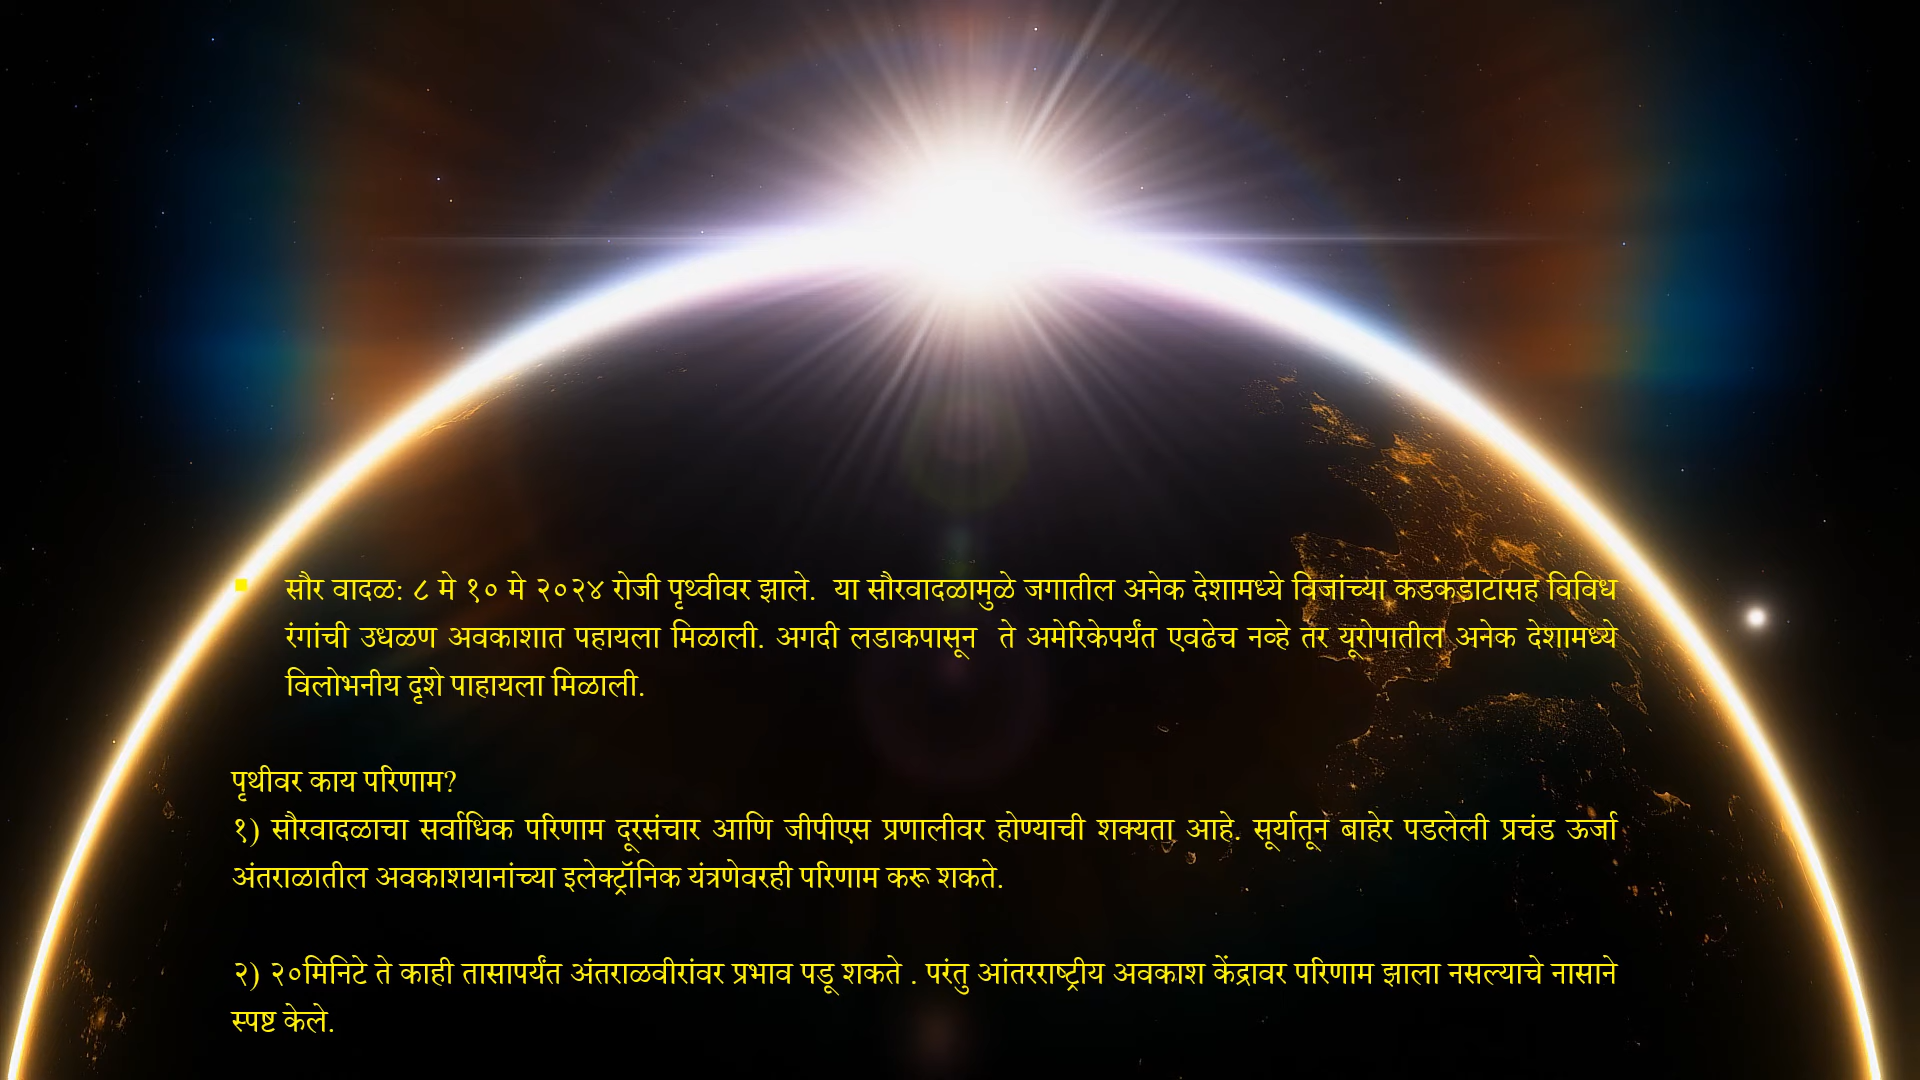 ▪ सौर वादळ: ८ मे १० मे २०२४ रोजी पृथ्वीवर झाले. या सौरवादळामुळे जगातील अनेक देशामध्ये विजांच्या कडकडाटासह विविध
रंगांची उधळण अवकाशात पहायला मिळाली. अगदी लडाकपासून ते अमेरिकेपर्यंत एवढेच नव्हे तर यूरोपातील अनेक देशामध्ये
विलोभनीय दृशे पाहायला मिळाली.
पृथीवर काय परिणाम?
१) सौरवादळाचा सर्वाधिक परिणाम दूरसंचार आणि जीपीएस प्रणालीवर होण्याची शक्यता आहे. सूर्यातून बाहेर पडलेली प्रचंड ऊर्जा
अंतराळातील अवकाशयानांच्या इलेक्ट्रॉनिक यंत्रणेवरही परिणाम करू शकते.
२) २०मिनिटे ते काही तासापर्यंत अंतराळवीरांवर प्रभाव पडू शकते . परंतु आंतरराष्ट्रीय अवकाश केंद्रावर परिणाम झाला नसल्याचे नासाने
स्पष्ट केले.